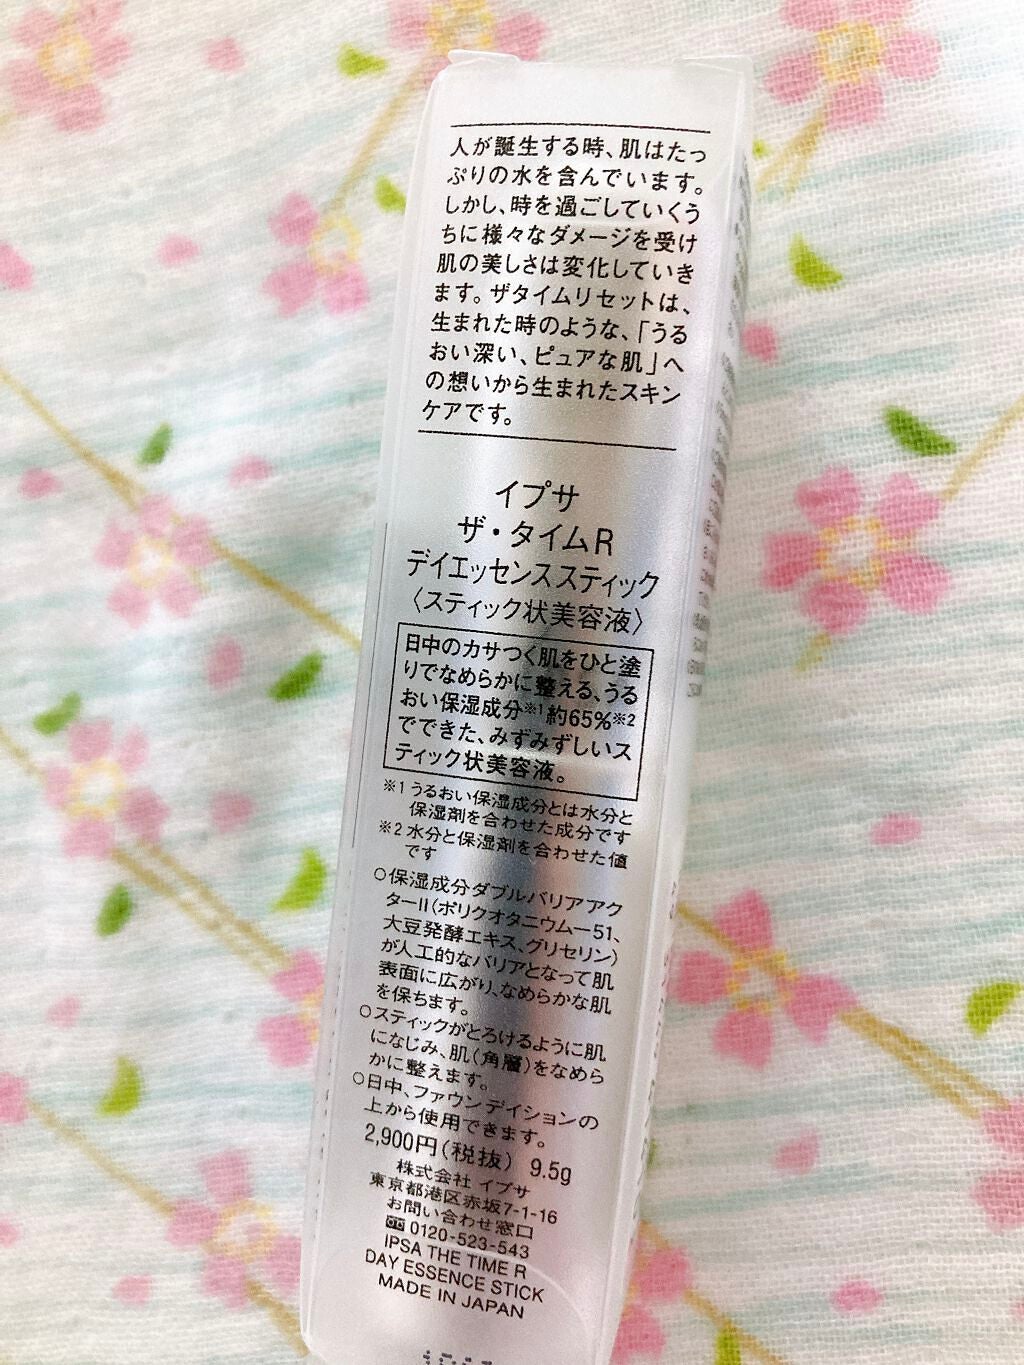 人が誕生する時、肌はたっ
ぷりの水を含んでいます。
しかし、時を過ごしていくう
ちに様々なダメージを受け
肌の美しさは変化していき
ます。ザタイムリセットは、
生まれた時のような、「うる
おい深い、ピュアな肌」へ
の想いから生まれたスキン
ケアです。
イプサ
ザ・タイムR
デイエッセンススティック
〈スティック状美容液〉
日中のカサつく肌をひと塗
りでなめらかに整える、うる
おい保湿成分※1約65%※2
でできた、みずみずしいス
ティック状美容液。
※1 うるおい保湿成分とは水分と
保湿剤を合わせた成分です
※2 水分と保湿剤を合わせた値
です
○保湿成分ダブルバリアアク
ターII(ポリクオタニウムー51、
大豆発酵エキス、グリセリン)
が人工的なバリアとなって肌
表面に広がり、なめらかな肌
を保ちます。
○スティックがとろけるように肌
になじみ、肌(角層)をなめら
かに整えます。
○日中、ファウンデイションの
上から使用できます。
2,900円(税抜) 9.5g
株式会社 イプサ
東京都港区赤坂7-1-16
お問い合わせ窓口
0120-523-543
IPSA THE TIME R
DAY ESSENCE STICK
MADE IN JAPAN